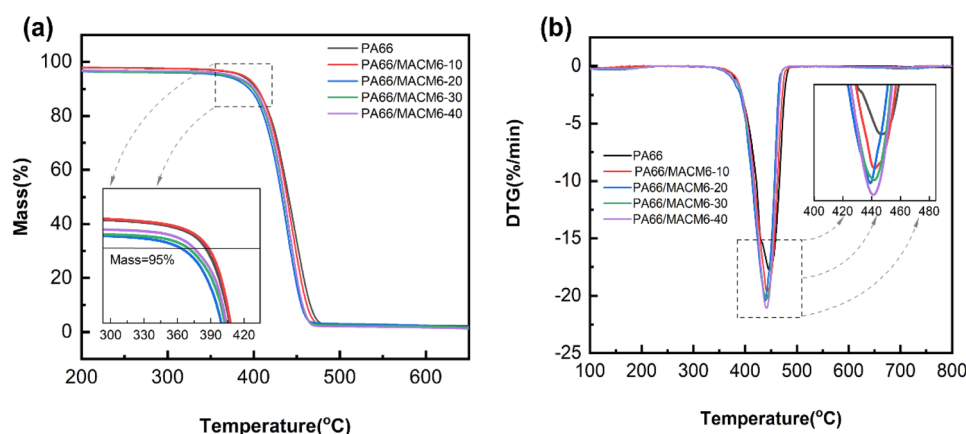 (a)
100
80
60
40
20
0
Mass(%)
PA66
PA66/MACM6-10
PA66/MACM6-20
PA66/MACM6-30
PA66/MACM6-40
Mass=95%
300 330 360 390 420
200 300 400 500 600
Temperature(°C)
(b)
0
-5
-10
-15
-20
-25
DTG(%/min)
PA66
PA66/MACM6-10
PA66/MACM6-20
PA66/MACM6-30
PA66/MACM6-40
400 420 440 460 480
100 200 300 400 500 600 700 800
Temperature(°C)